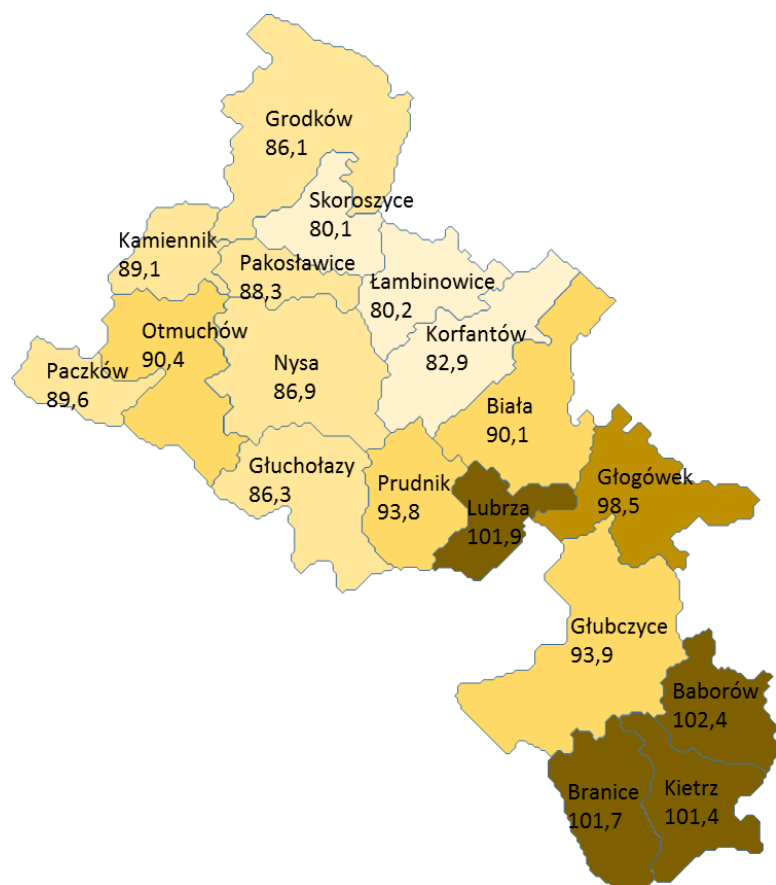 Grodków
86,1
Skoroszyce
80,1
Kamiennik
89,1
Pakosławice
88,3
Łambinowice
80,2
Otmuchów
90,4
Korfantów
82,9
Paczków
89,6
Nysa
86,9
Biała
90,1
Głuchołazy
86,3
Prudnik
93,8
Lubrza
101,9
Głogówek
98,5
Głubczyce
93,9
Baborów
102,4
Branice
101,7
Kietrz
101,4